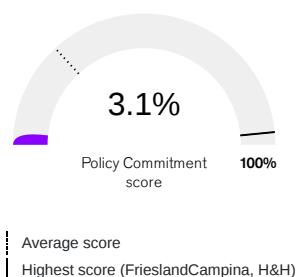 3.1%
Policy Commitment
score
100%
Average score
Highest score (FrieslandCampina, H&H)